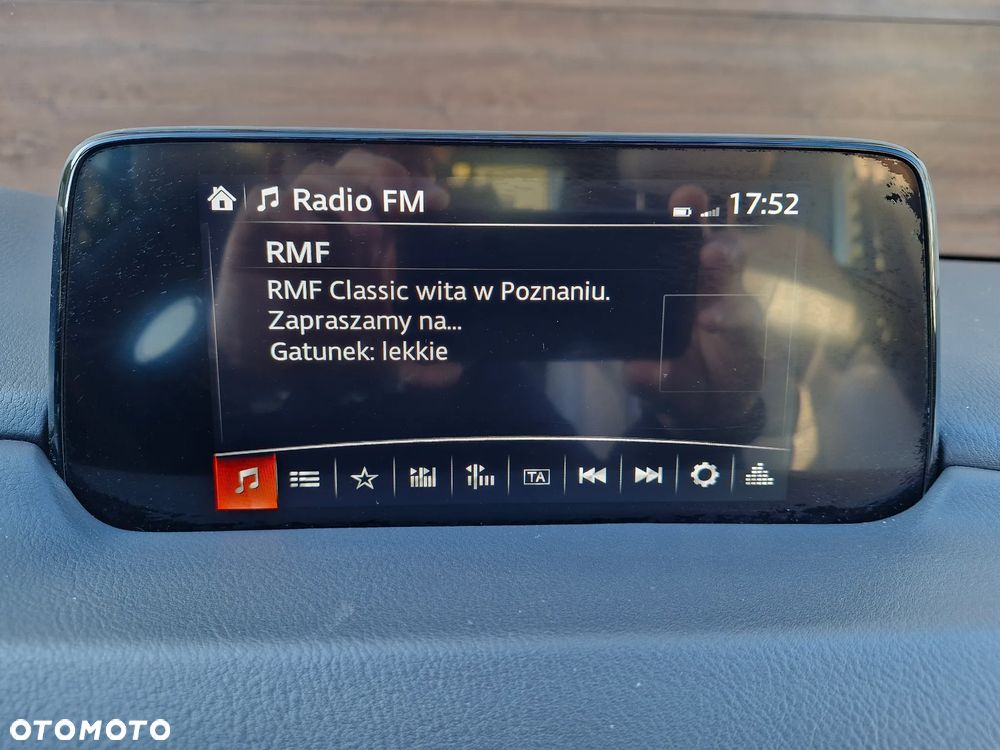 Radio FM
17:52
RMF
RMF Classic wita w Poznaniu.
Zapraszamy na...
Gatunek: lekkie
TA
OTOMOTO